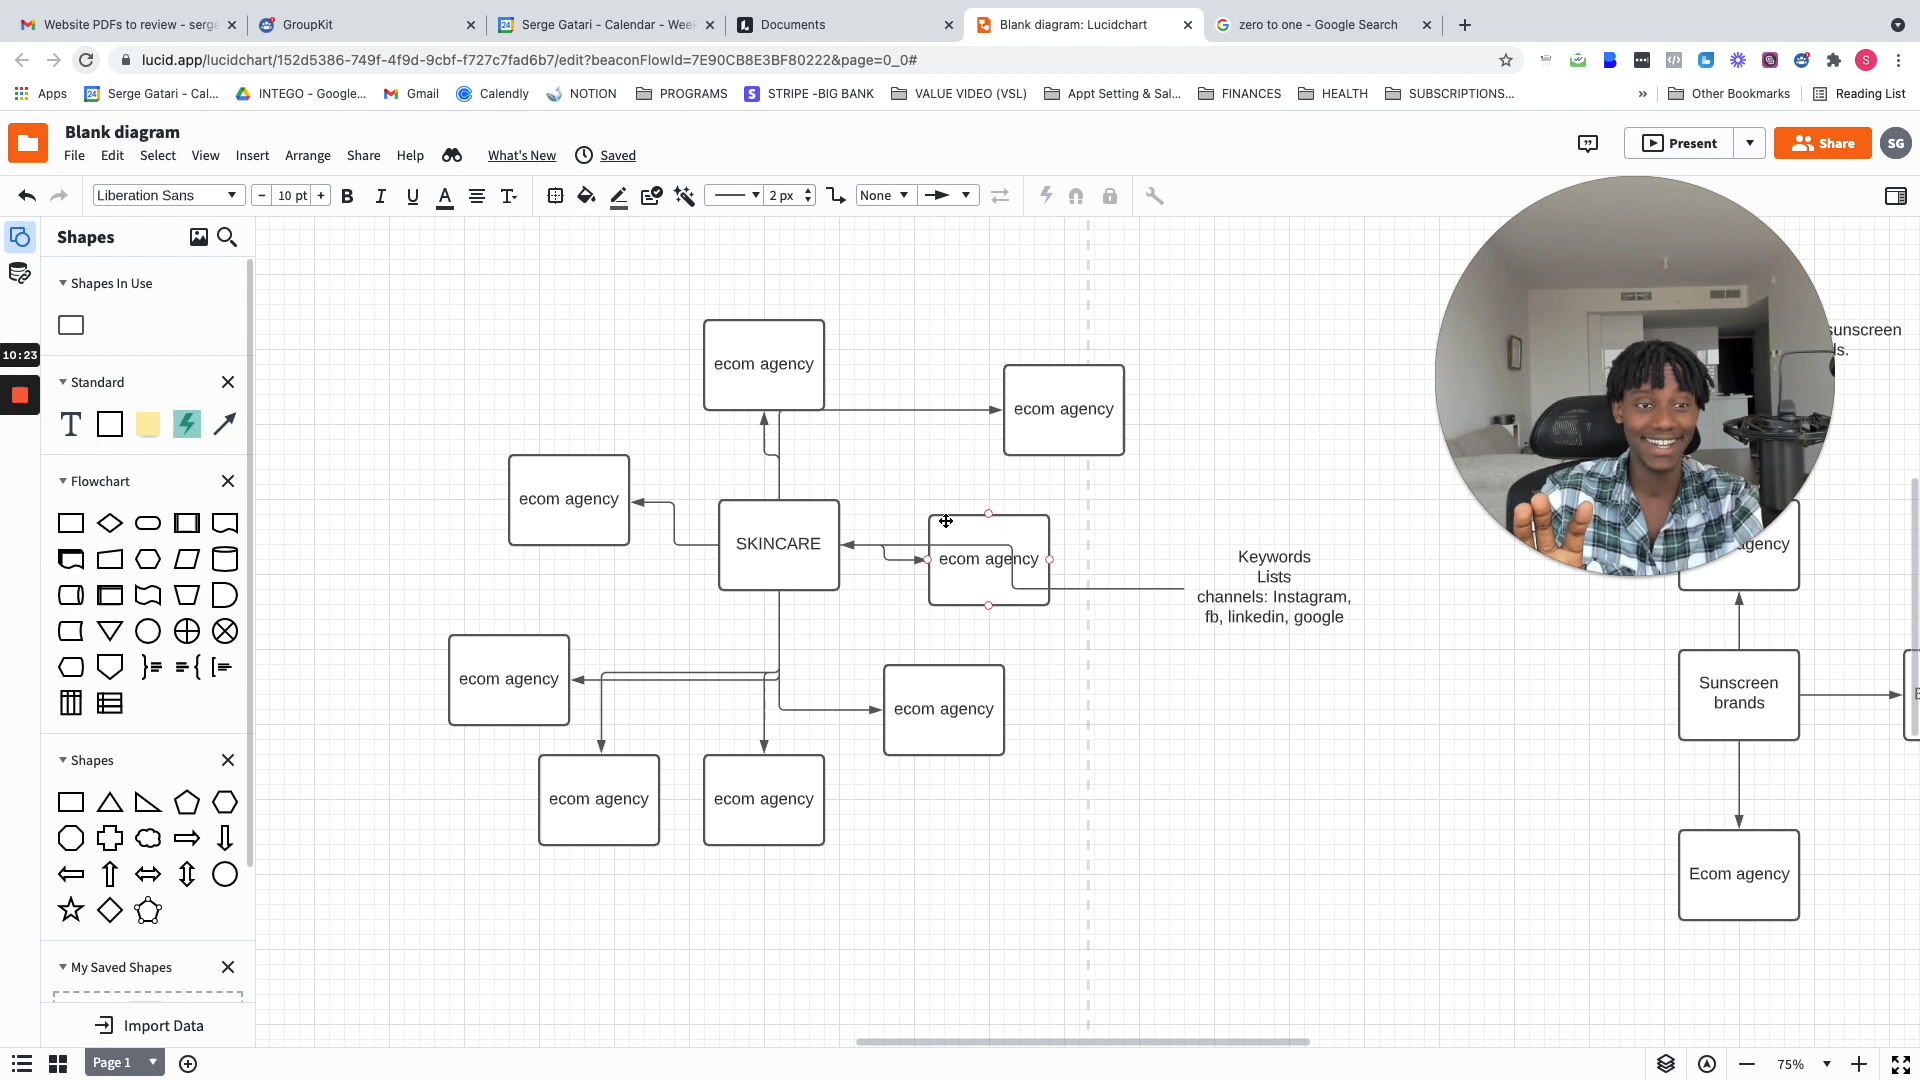 Website PDFs to review - serge
GroupKit
Serge Gatari - Calendar - Week
Documents
Blank diagram: Lucidchart
zero to one - Google Search
lucid.app/lucidchart/152d5386-749f-4f9d-9cbf-f727c7fad6b7/edit?beaconFlowId=7E90CB8E3BF80222&page=0_0#
S
Apps
Serge Gatari - Cal...
INTEGO - Google...
Gmail
Calendly
NOTION
PROGRAMS
STRIPE -BIG BANK
VALUE VIDEO (VSL)
Appt Setting & Sal...
FINANCES
HEALTH
SUBSCRIPTIONS...
Other Bookmarks
Reading List
Blank diagram
File Edit Select View Insert Arrange Share Help
What's New
Saved
Present
Share
SG
Liberation Sans
10 pt
B I U A T
2 px
None
Shapes
Shapes In Use
10:23
Standard
T
Flowchart
Shapes
My Saved Shapes
Import Data
ecom agency
ecom agency
ecom agency
SKINCARE
ecom agency
Keywords
Lists
channels: Instagram,
fb, linkedin, google
ecom agency
ecom agency
ecom agency
ecom agency
sunscreen
ds.
agency
Sunscreen
brands
E
Ecom agency
Page 1
75%